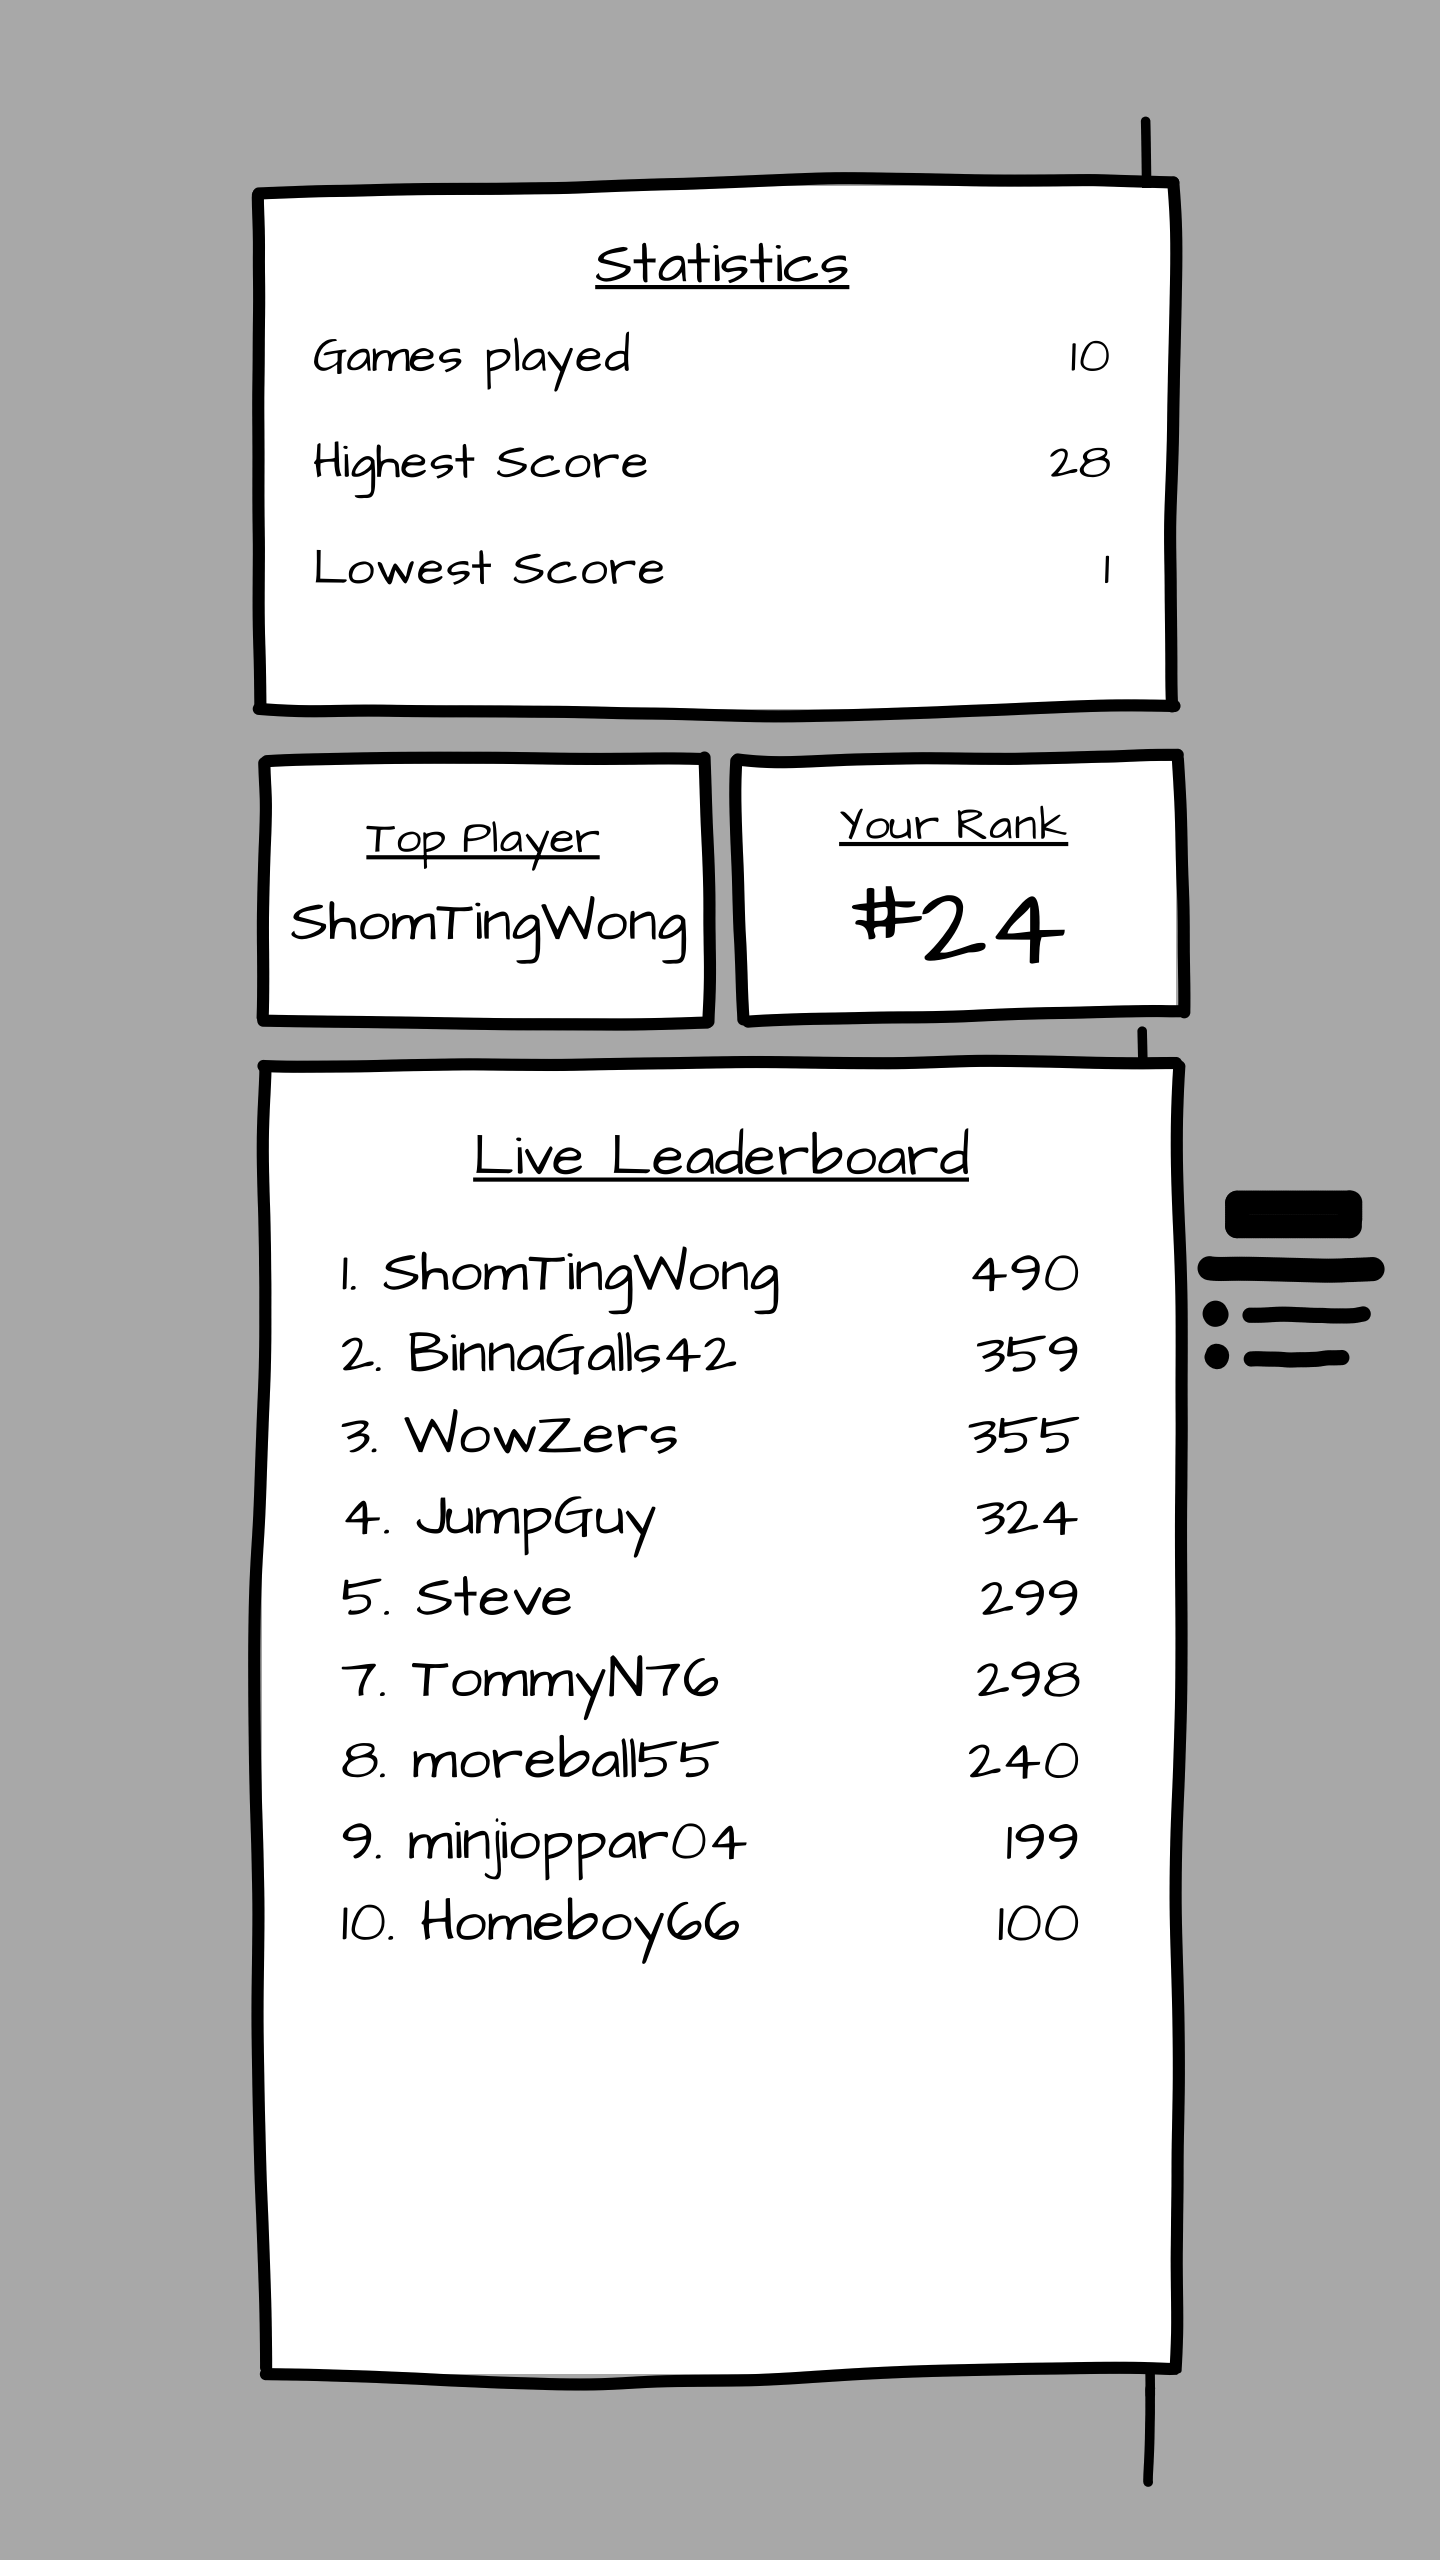 Statistics
Games played 10
Highest Score 28
Lowest Score 1
Top Player
ShomTingWong
Your Rank
#24
Live Leaderboard
1. ShomTingWong 490
2. BinnaGalls42 359
3. WowZers 355
4. JumpGuy 324
5. Steve 299
7. TommyN76 298
8. moreball55 240
9. minjoppar04 199
10. Homeboy66 100